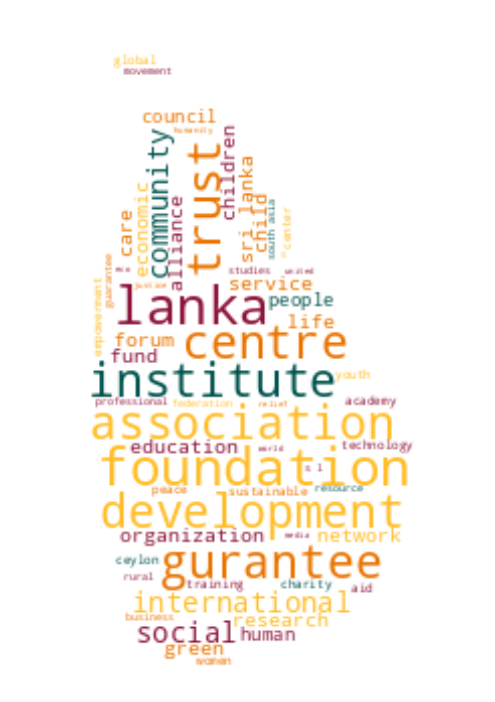 global
movement
council
humanity
community
trust
children
economic
care
alliance
sri lanka
child
south asia
center
guarantee
eco
justice
studies
united
empowerment
service
lanka
people
life
forum
centre
fund
institute
youth
professional
federation
relief
academy
association
education
world
technology
foundation
s l
peace
sustainable
resource
development
organization
media
network
ceylon
gurantee
rural
training
charity
aid
international
business
research
social
human
green
women